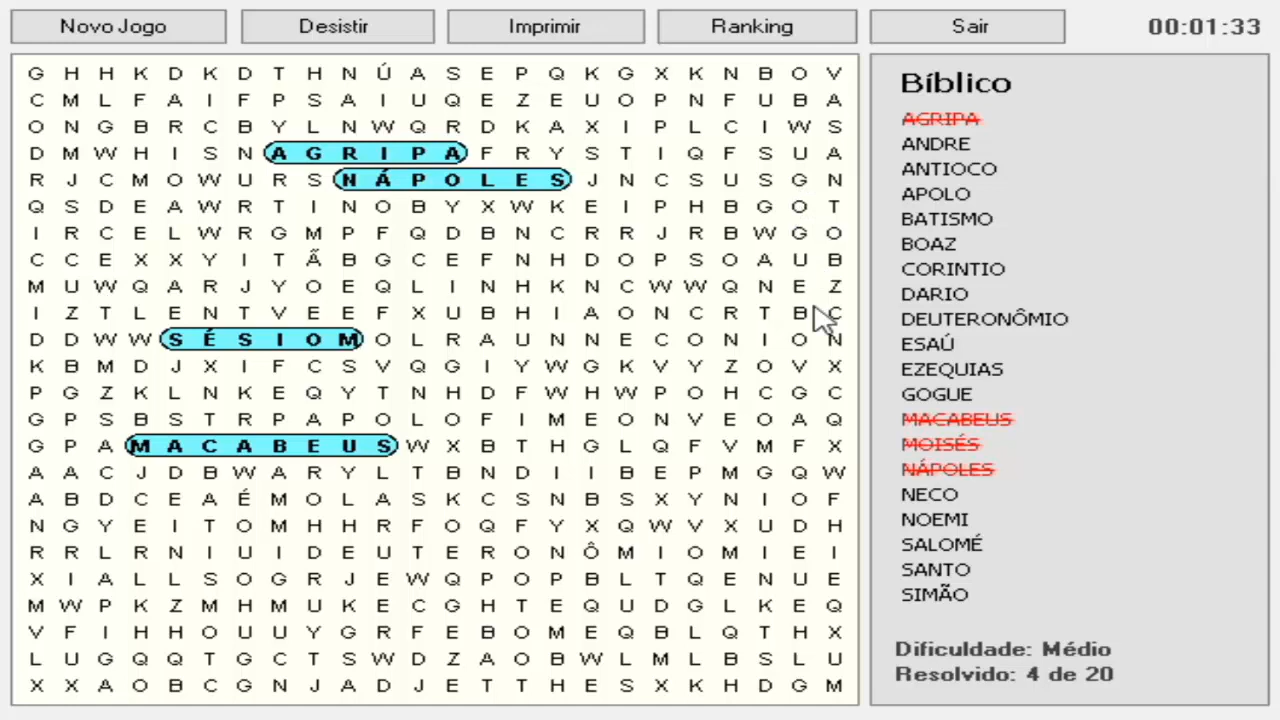 Novo Jogo Desistir Imprimir Ranking Sair 00:01:33
G H H K D K D T H N Ú A S E P Q K G X K N B O V
C M L F A I F P S A I U Q E Z E U O P N F U B A
O N G B R C B Y L N W Q R D K A X I P L C I W S
D M W H I S N A G R I P A F R Y S T I Q F S U A
R J C M O W U R S N Á P O L E S J N C S U S G N
Q S D E A W R T I N O B Y X W K E I P H B G O T
I R C E L W R G M P F Q D B N C R R J R B W G O
C C E X X Y I T Ã B G C E F N H D O P S O A U B
M U W Q A R J Y O E Q L I N H K N C W W Q N E Z
I Z T L E N T V E E F X U B H I A O N C R T B C
D D W W S É S I O M O L R A U N N E C O N I O N
K B M D J X I F C S V Q G I Y W G K V Y Z O V X
P G Z K L N K E Q Y T N H D F W H W P O H C G C
G P S B S T R P A P O L O F I M E O N V E O A Q
G P A M A C A B E U S W X B T H G L Q F V M F X
A A C J D B W A R Y L T B N D I I B E P M G Q W
A B D C E A É M O L A S K C S N B S X Y N I O F
N G Y E I T O M H H R F O Q F Y X Q W V X U D H
R R L R N I U I D E U T E R O N Ô M I O M I E I
X I A L L S O G R J E W Q P O P B L T Q E N U E
M W P K Z M H M U K E C G H T E Q U D G L K E Q
V F I H H O U U Y G R F E B O M E Q B L Q T H X
L U G Q Q T G C T S W D Z A O B W L M L B S L U
X X A O B C G N J A D J E T T H E S X K H D G M
Bíblico
AGRIPA
ANDRE
ANTIOCO
APOLO
BATISMO
BOAZ
CORINTIO
DARIO
DEUTERONÔMIO
ESAÚ
EZEQUIAS
GOGUE
MACABEUS
MOISÉS
NÁPOLES
NECO
NOEMI
SALOMÉ
SANTO
SIMÃO
Dificuldade: Médio
Resolvido: 4 de 20